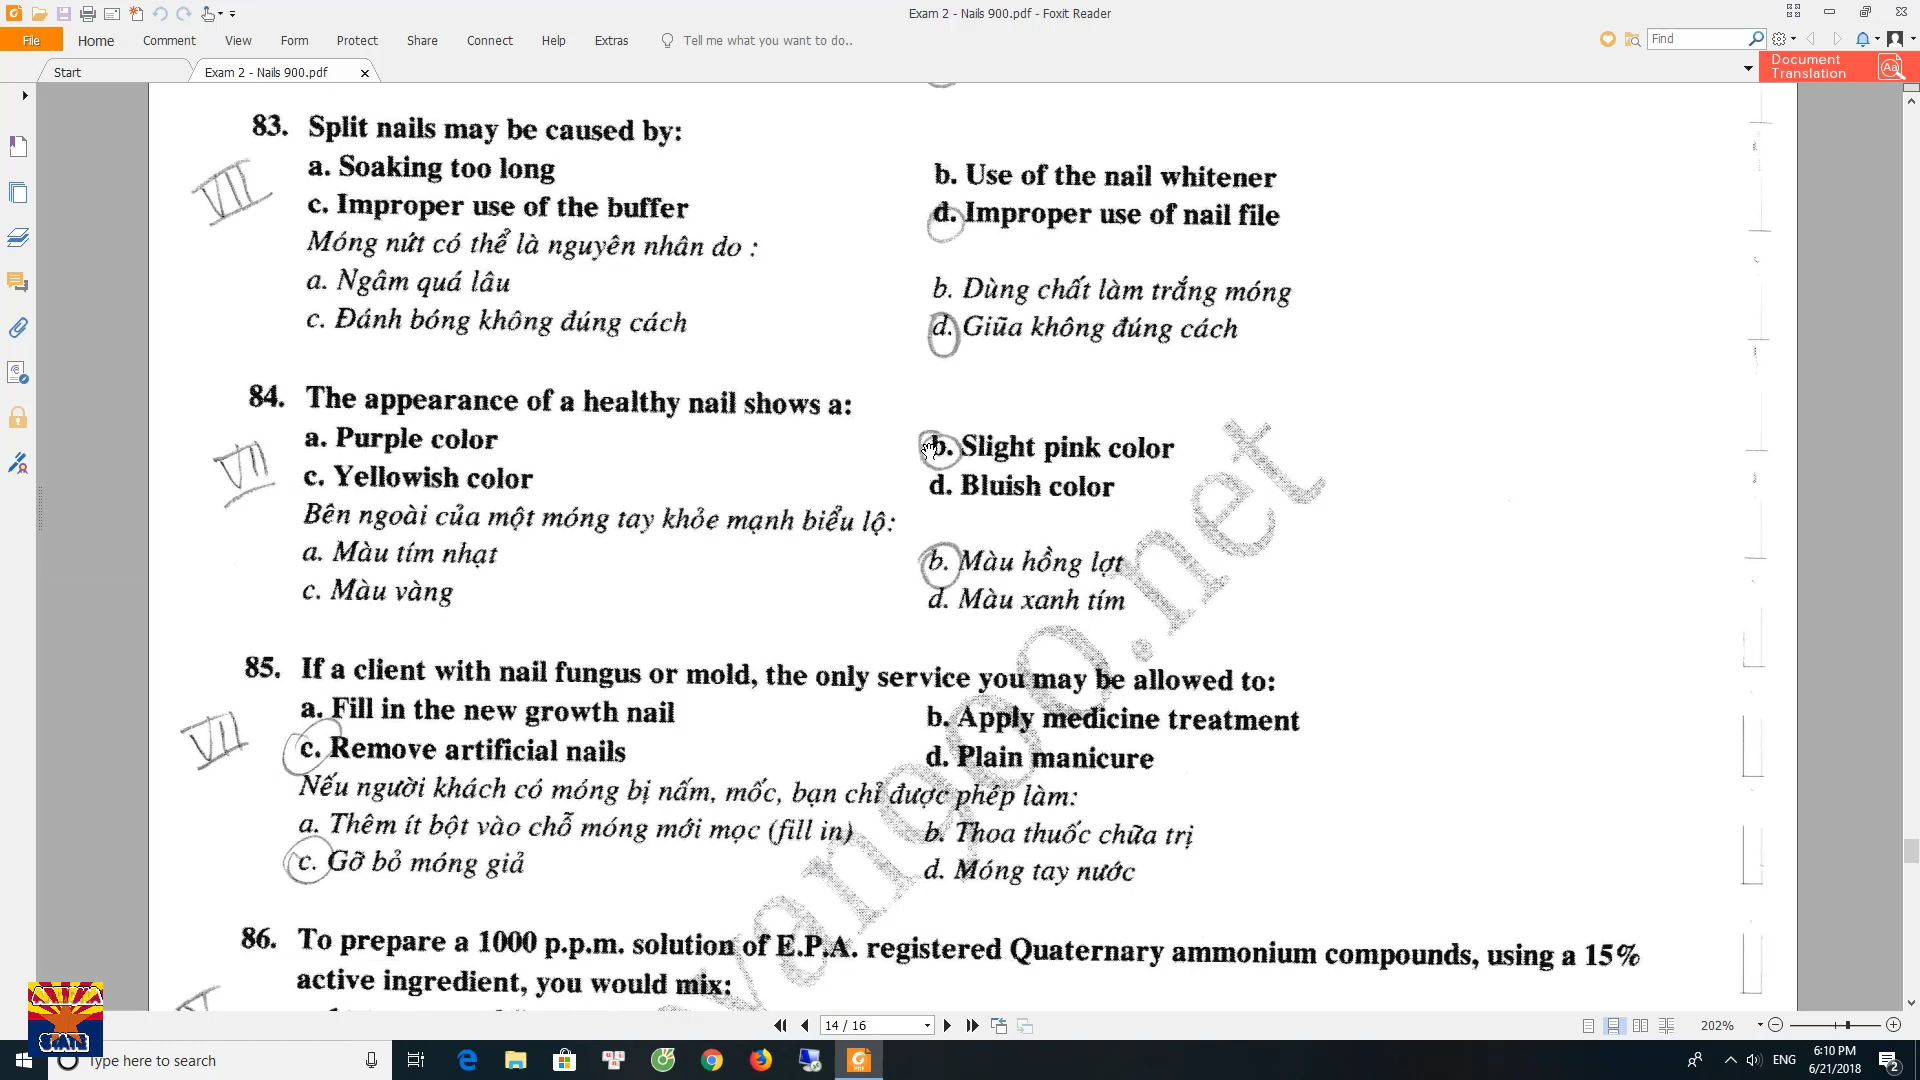 Exam 2 - Nails 900.pdf - Foxit Reader
File Home Comment View Form Protect Share Connect Help Extras Tell me what you want to do.. Find
Start Exam 2 - Nails 900.pdf Document Translation
83. Split nails may be caused by:
a. Soaking too long b. Use of the nail whitener
c. Improper use of the buffer d. Improper use of nail file
Móng nứt có thể là nguyên nhân do :
a. Ngâm quá lâu b. Dùng chất làm trắng móng
c. Đánh bóng không đúng cách d. Giũa không đúng cách
VII
84. The appearance of a healthy nail shows a:
a. Purple color b. Slight pink color
c. Yellowish color d. Bluish color
Bên ngoài của một móng tay khỏe mạnh biểu lộ:
a. Màu tím nhạt b. Màu hồng lợt
c. Màu vàng d. Màu xanh tím
VII
85. If a client with nail fungus or mold, the only service you may be allowed to:
a. Fill in the new growth nail b. Apply medicine treatment
c. Remove artificial nails d. Plain manicure
Nếu người khách có móng bị nấm, mốc, bạn chỉ được phép làm:
a. Thêm ít bột vào chỗ móng mới mọc (fill in) b. Thoa thuốc chữa trị
c. Gỡ bỏ móng giả d. Móng tay nước
VII
86. To prepare a 1000 p.p.m. solution of E.P.A. registered Quaternary ammonium compounds, using a 15%
active ingredient, you would mix:
ARIZONA
STATE
14 / 16 202%
Type here to search ENG 6:10 PM
6/21/2018 2